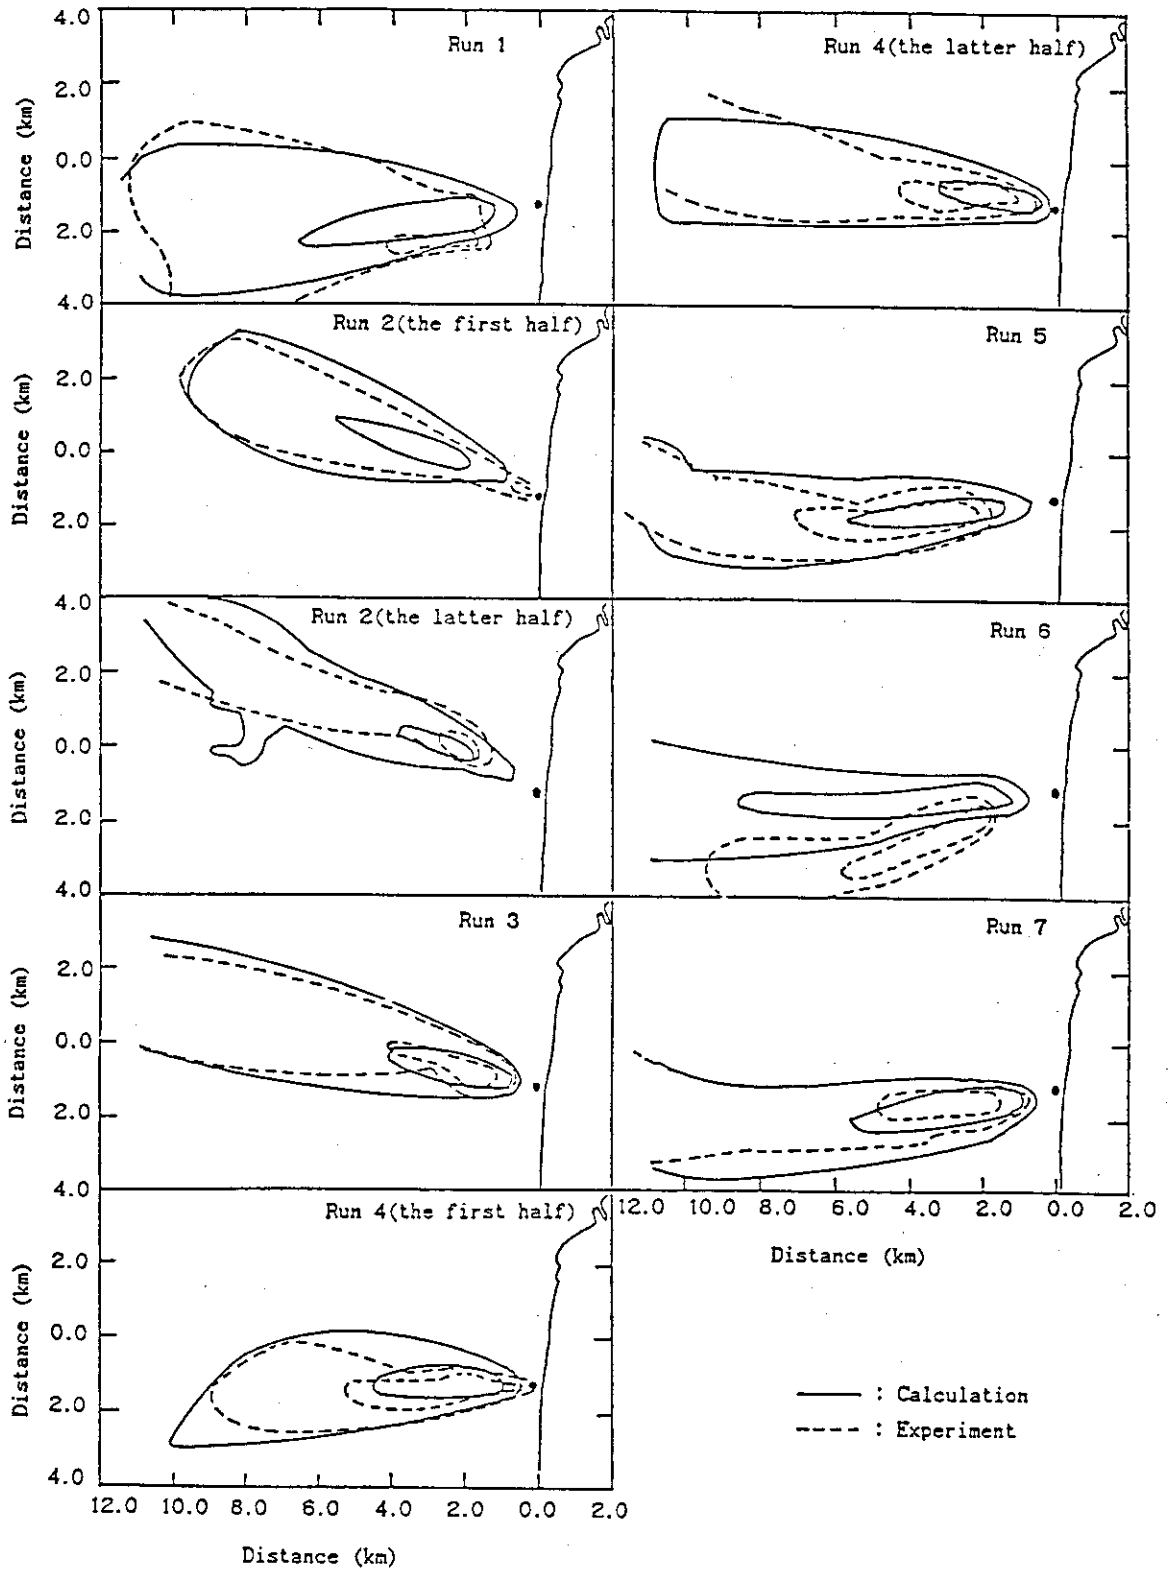 4.0
Run 1
2.0
0.0
2.0
4.0
Distance (km)
Run 4(the latter half)
Run 2(the first half)
2.0
0.0
2.0
Distance (km)
Run 5
Run 2(the latter half)
4.0
2.0
0.0
2.0
4.0
Distance (km)
Run 6
Run 3
2.0
0.0
2.0
4.0
Distance (km)
Run 7
12.0 10.0 8.0 6.0 4.0 2.0 0.0 2.0
Distance (km)
Run 4(the first half)
2.0
0.0
2.0
4.0
Distance (km)
12.0 10.0 8.0 6.0 4.0 2.0 0.0 2.0
Distance (km)
: Calculation
: Experiment